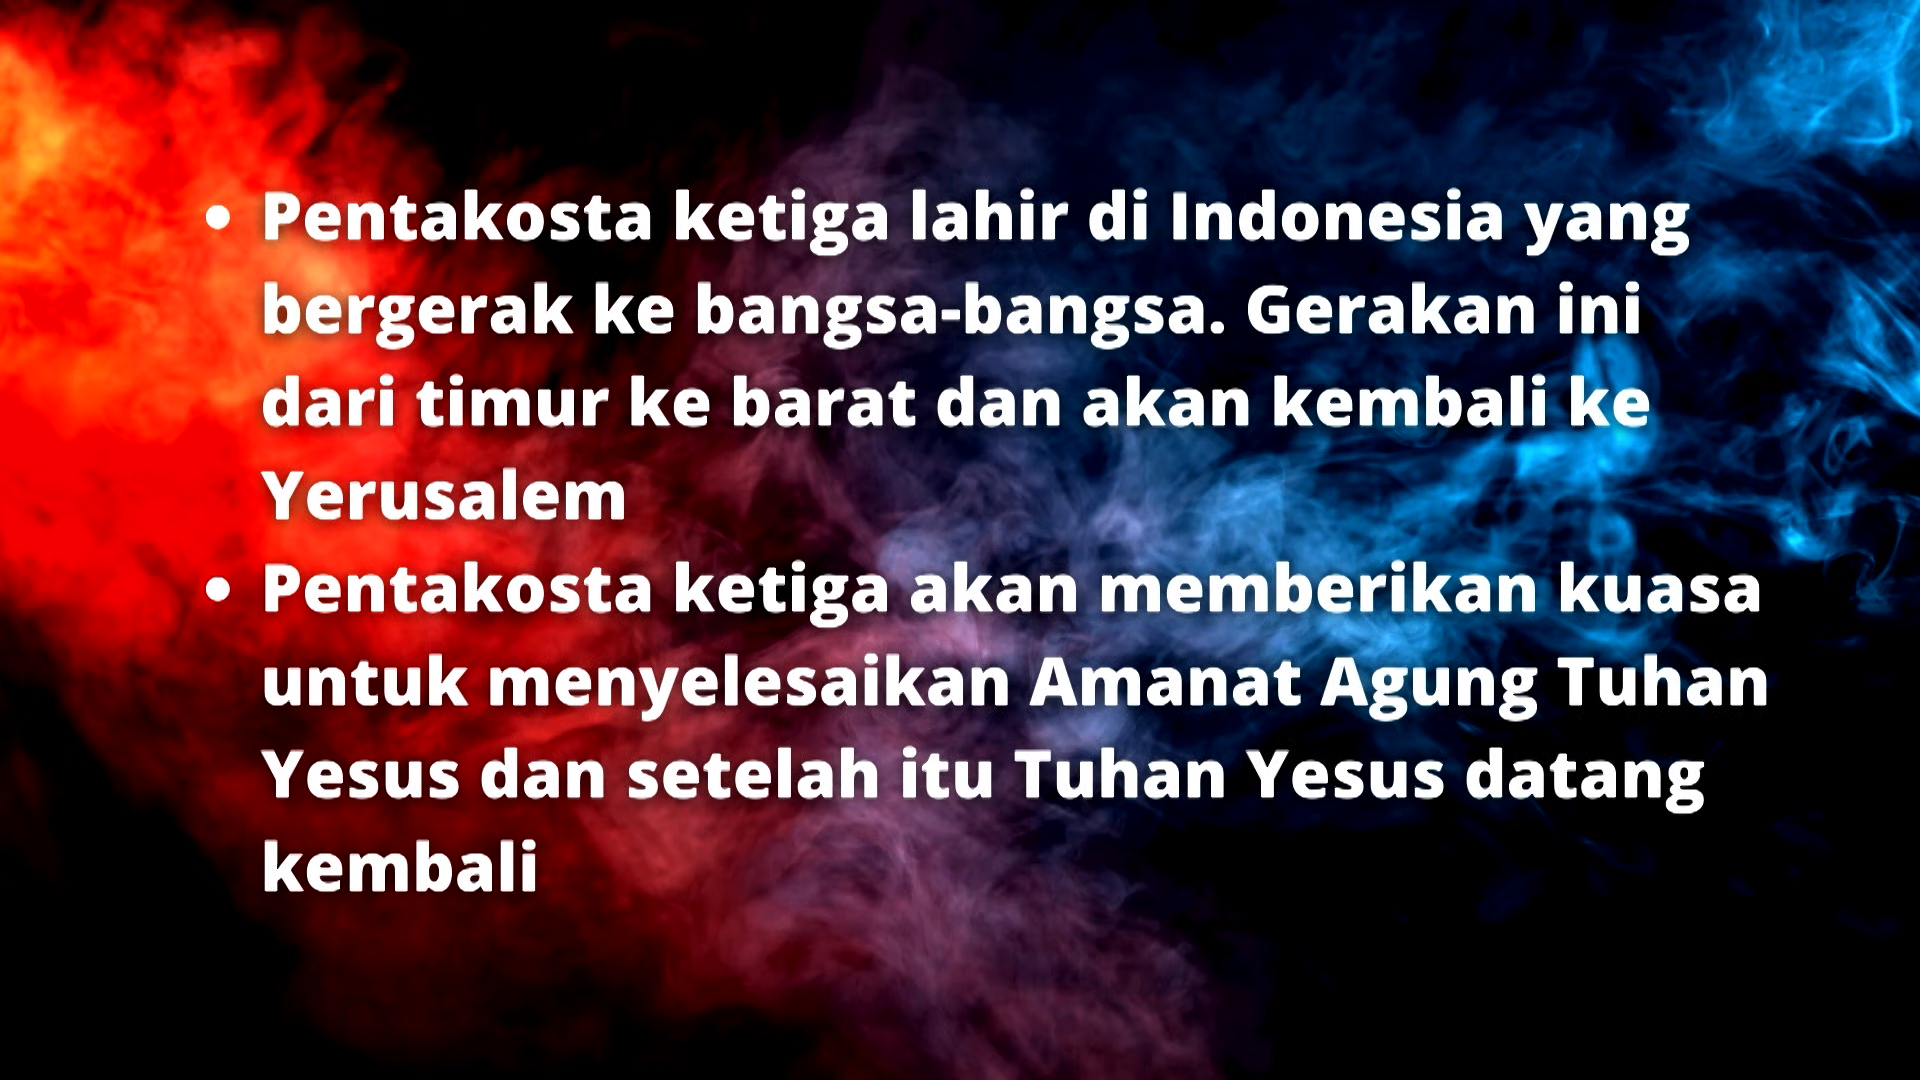 • Pentakosta ketiga lahir di Indonesia yang
bergerak ke bangsa-bangsa. Gerakan ini
dari timur ke barat dan akan kembali ke
Yerusalem
• Pentakosta ketiga akan memberikan kuasa
untuk menyelesaikan Amanat Agung Tuhan
Yesus dan setelah itu Tuhan Yesus datang
kembali